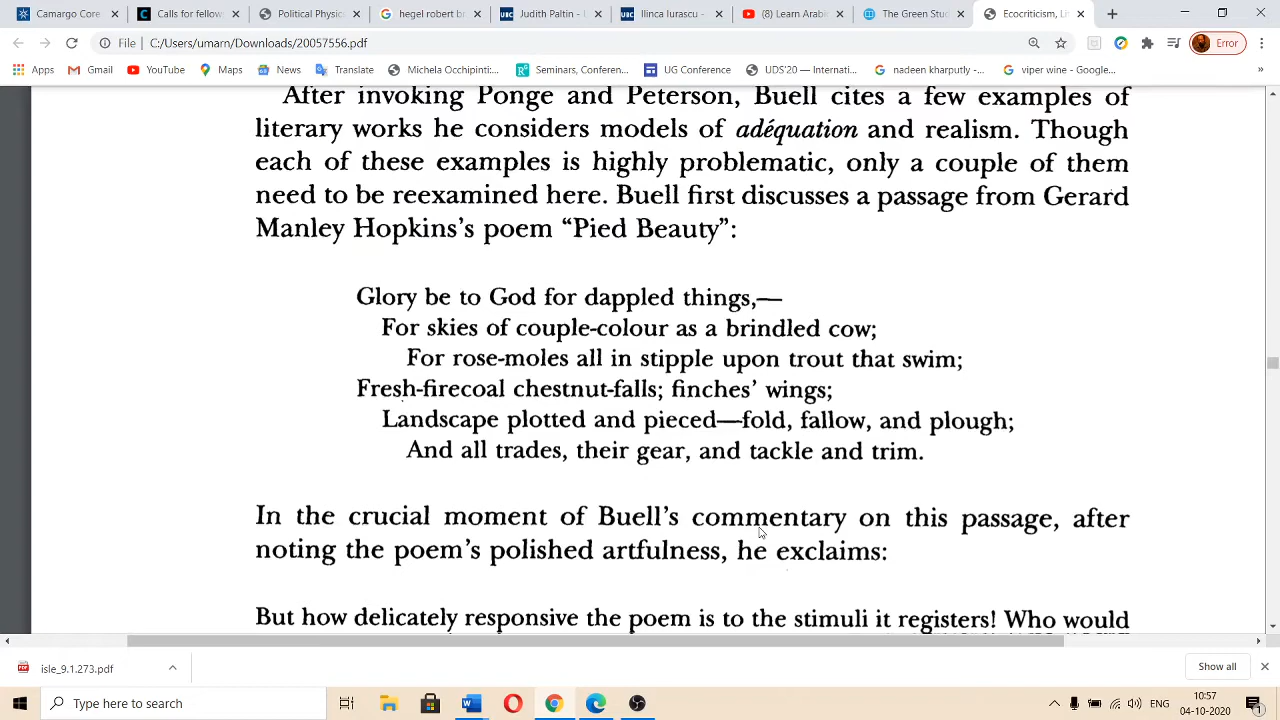 Chicago Core
Call for fellow
Political Physic
hegel robertar
Judith Paltin - D
Ilinca Iurascu -
(8) Learn Arabi
The Green Stu
Ecocriticism, Li
File | C:/Users/umarn/Downloads/20057556.pdf
Error
Apps Gmail YouTube Maps News Translate Michela Occhipinti... Seminars, Conferen... UG Conference UDS'20 — Internati... nadeen kharputly -... viper wine - Google... »
After invoking Ponge and Peterson, Buell cites a few examples of
literary works he considers models of adéquation and realism. Though
each of these examples is highly problematic, only a couple of them
need to be reexamined here. Buell first discusses a passage from Gerard
Manley Hopkins's poem “Pied Beauty”:
Glory be to God for dappled things,—
For skies of couple-colour as a brindled cow;
For rose-moles all in stipple upon trout that swim;
Fresh-firecoal chestnut-falls; finches’ wings;
Landscape plotted and pieced—fold, fallow, and plough;
And all trades, their gear, and tackle and trim.
In the crucial moment of Buell’s commentary on this passage, after
noting the poem’s polished artfulness, he exclaims:
But how delicately responsive the poem is to the stimuli it registers! Who would
isle_9.1.273.pdf
Show all
Type here to search
ENG
10:57
04-10-2020